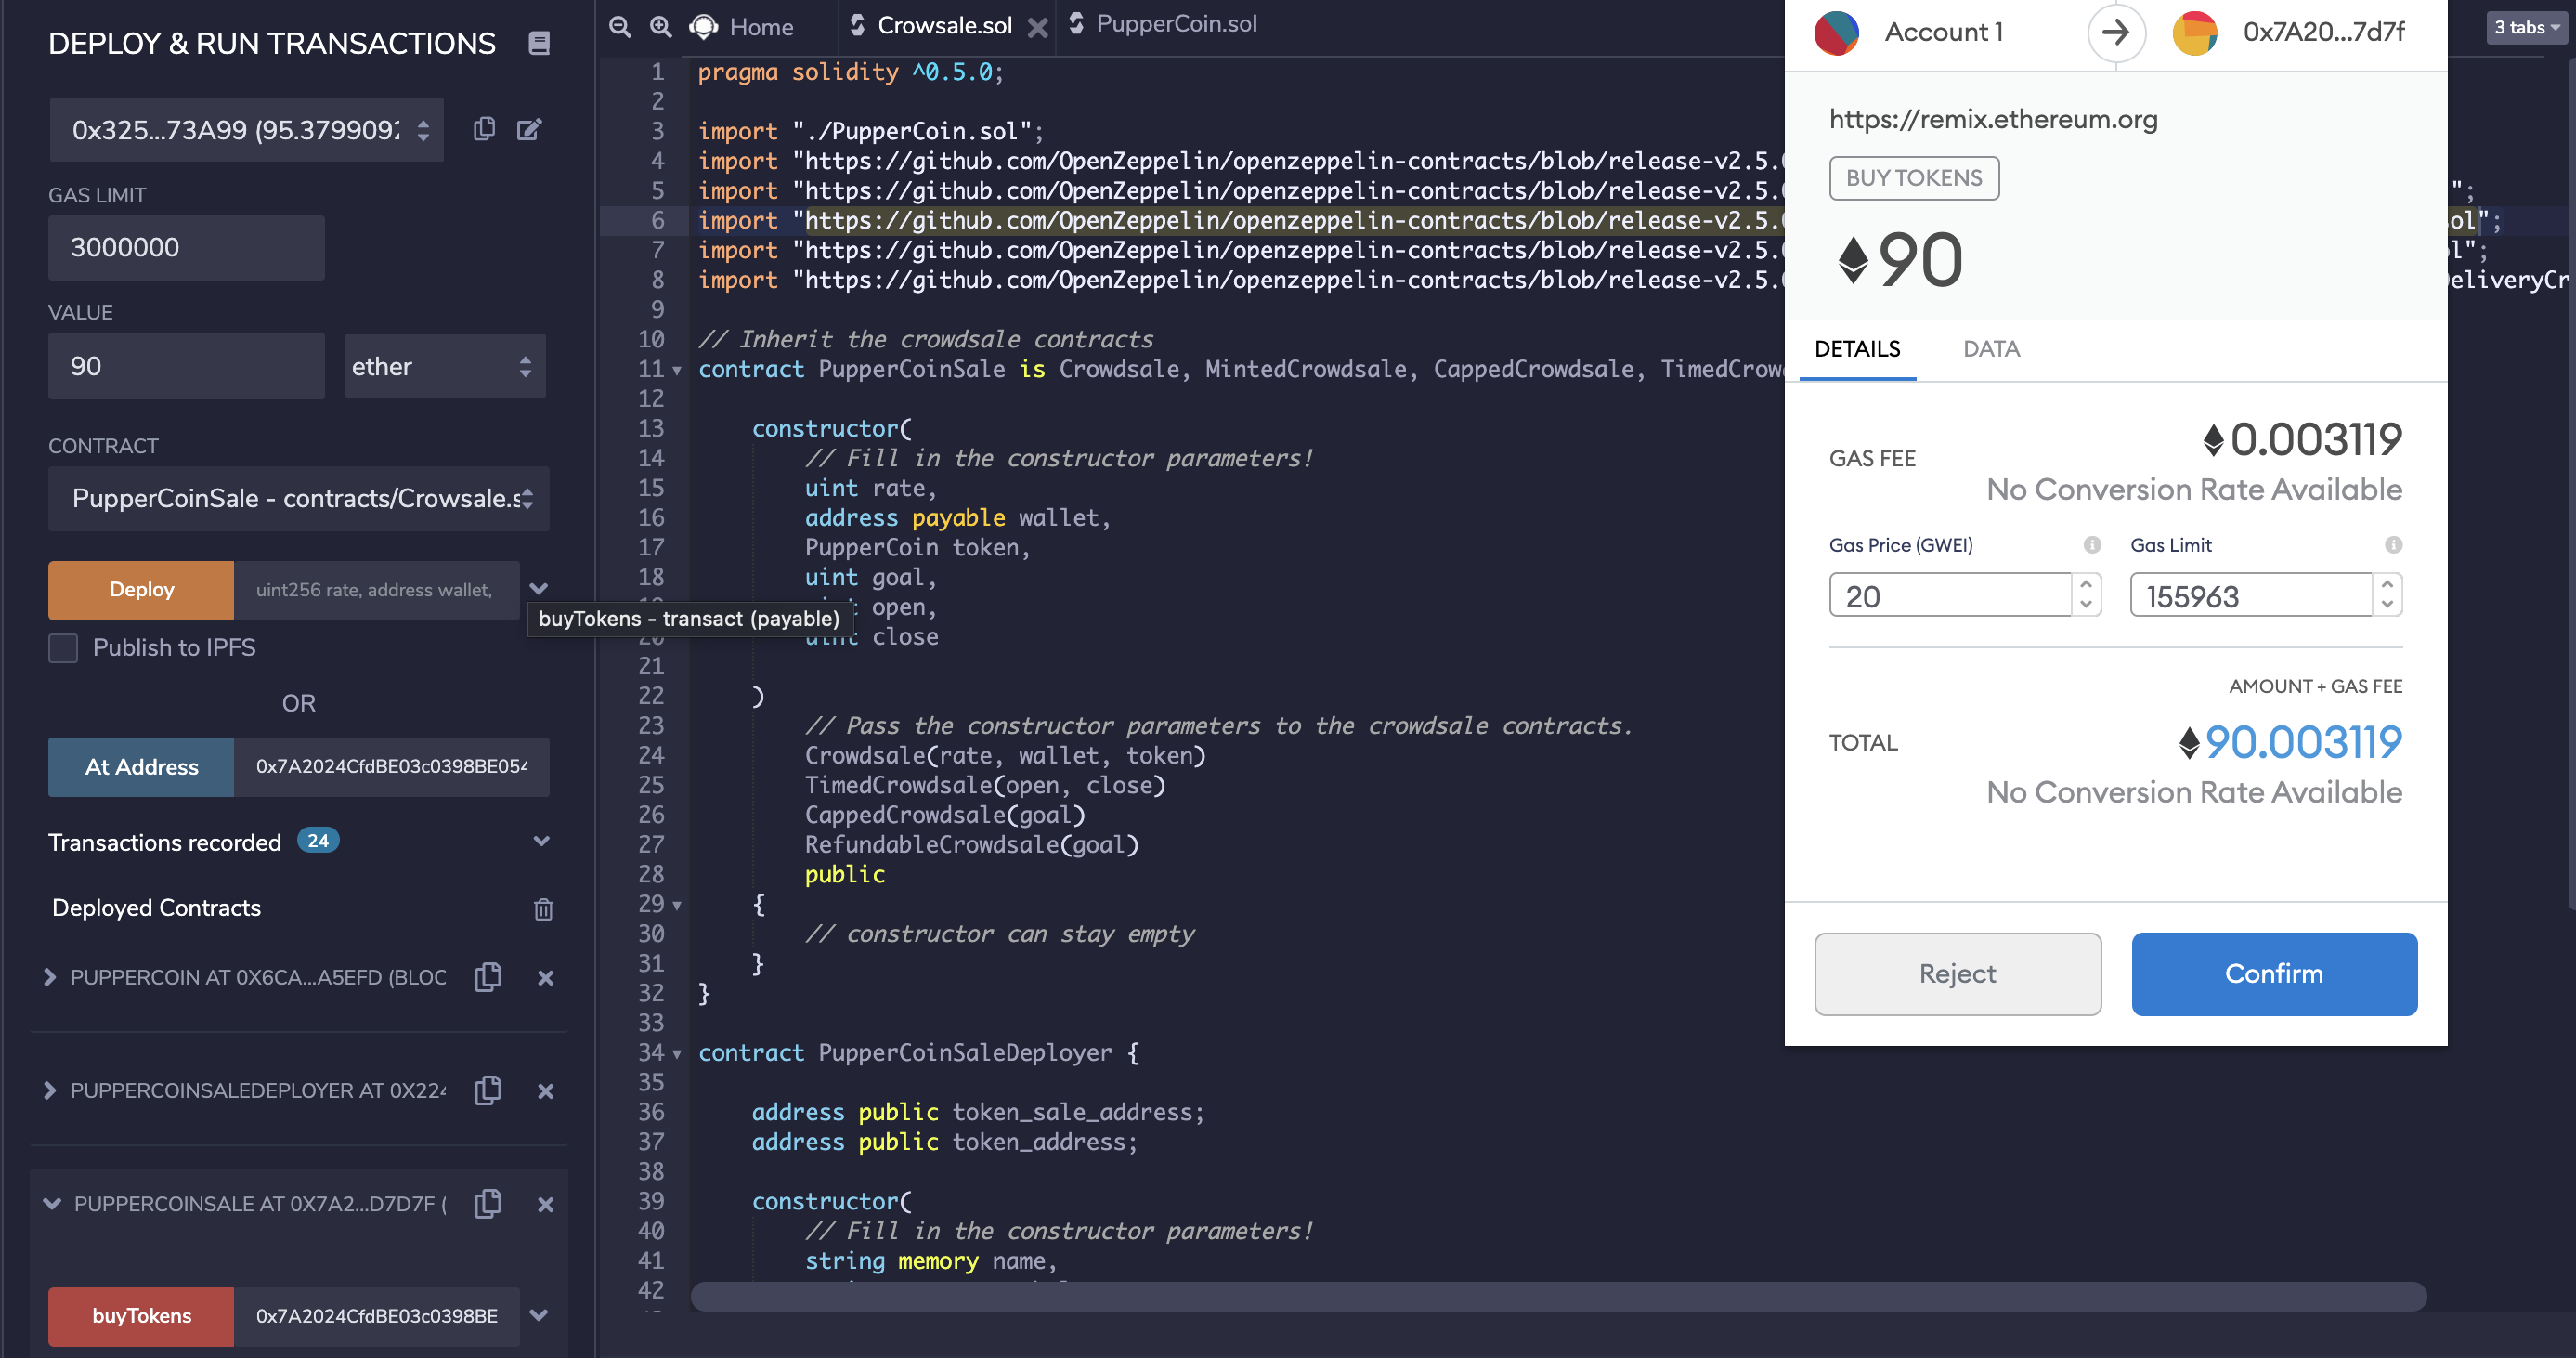 DEPLOY & RUN TRANSACTIONS
0x325...73A99 (95.3799092
GAS LIMIT
3000000
VALUE
90
ether
CONTRACT
PupperCoinSale - contracts/Crowsale.s
Deploy
uint256 rate, address wallet,
buyTokens - transact (payable)
Publish to IPFS
OR
At Address
0x7A2024CfdBE03c0398BE054
Transactions recorded 24
Deployed Contracts
PUPPERCOIN AT 0X6CA...A5EFD (BLOC
PUPPERCOINSALEDEPLOYER AT 0X224
PUPPERCOINSALE AT 0X7A2...D7D7F (
buyTokens
0x7A2024CfdBE03c0398BE
Home
Crowsale.sol
PupperCoin.sol
3 tabs
1 pragma solidity ^0.5.0;
2
3 import "./PupperCoin.sol";
4 import "https://github.com/OpenZeppelin/openzeppelin-contracts/blob/release-v2.5.0
5 import "https://github.com/OpenZeppelin/openzeppelin-contracts/blob/release-v2.5.0 ";
6 import "https://github.com/OpenZeppelin/openzeppelin-contracts/blob/release-v2.5.0 sol";
7 import "https://github.com/OpenZeppelin/openzeppelin-contracts/blob/release-v2.5.0 l";
8 import "https://github.com/OpenZeppelin/openzeppelin-contracts/blob/release-v2.5.0 eliveryCr
9
10 // Inherit the crowdsale contracts
11 contract PupperCoinSale is Crowdsale, MintedCrowdsale, CappedCrowdsale, TimedCrow
12
13 constructor(
14 // Fill in the constructor parameters!
15 uint rate,
16 address payable wallet,
17 PupperCoin token,
18 uint goal,
open,
20 uint close
21
22 )
23 // Pass the constructor parameters to the crowdsale contracts.
24 Crowdsale(rate, wallet, token)
25 TimedCrowdsale(open, close)
26 CappedCrowdsale(goal)
27 RefundableCrowdsale(goal)
28 public
29 {
30 // constructor can stay empty
31 }
32 }
33
34 contract PupperCoinSaleDeployer {
35
36 address public token_sale_address;
37 address public token_address;
38
39 constructor(
40 // Fill in the constructor parameters!
41 string memory name,
42
Account 1
0x7A20...7d7f
https://remix.ethereum.org
BUY TOKENS
90
DETAILS
DATA
GAS FEE
0.003119
No Conversion Rate Available
Gas Price (GWEI)
Gas Limit
20
155963
AMOUNT + GAS FEE
TOTAL
90.003119
No Conversion Rate Available
Reject
Confirm